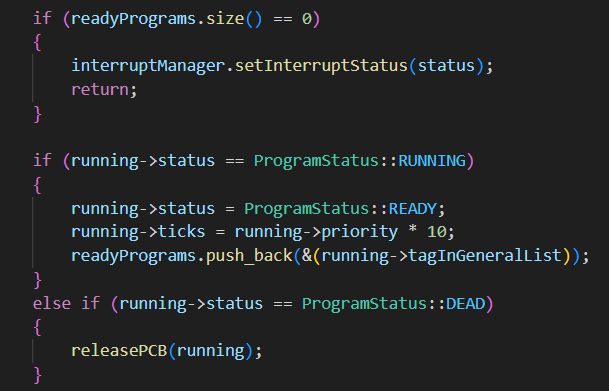 if (readyPrograms.size() == 0)
{
    interruptManager.setInterruptStatus(status);
    return;
}

if (running->status == ProgramStatus::RUNNING)
{
    running->status = ProgramStatus::READY;
    running->ticks = running->priority * 10;
    readyPrograms.push_back(&(running->tagInGeneralList));
}
else if (running->status == ProgramStatus::DEAD)
{
    releasePCB(running);
}